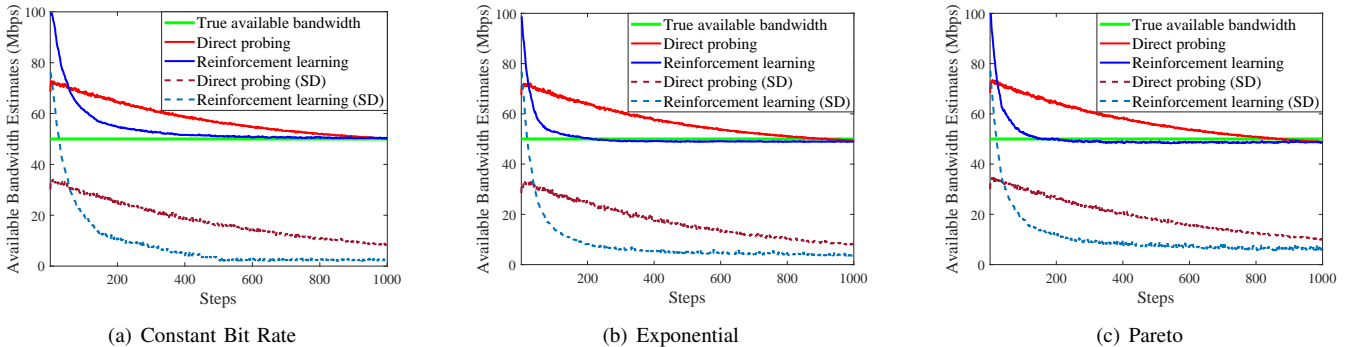 Available Bandwidth Estimates (Mbps)
100
80
60
40
20
0
200
400
600
800
1000
Steps
True available bandwidth
Direct probing
Reinforcement learning
Direct probing (SD)
Reinforcement learning (SD)
(a) Constant Bit Rate
Available Bandwidth Estimates (Mbps)
100
80
60
40
20
0
200
400
600
800
1000
Steps
True available bandwidth
Direct probing
Reinforcement learning
Direct probing (SD)
Reinforcement learning (SD)
(b) Exponential
Available Bandwidth Estimates (Mbps)
100
80
60
40
20
0
200
400
600
800
1000
Steps
True available bandwidth
Direct probing
Reinforcement learning
Direct probing (SD)
Reinforcement learning (SD)
(c) Pareto